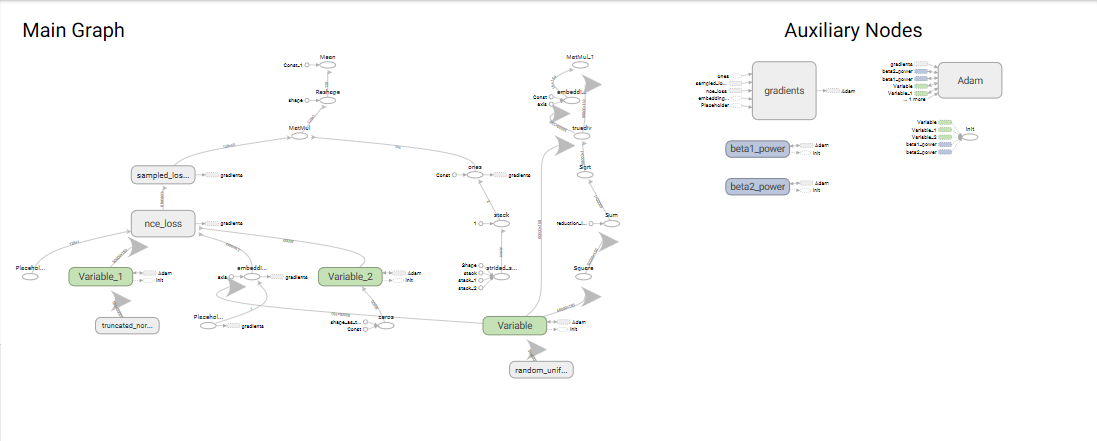 Main Graph
Auxiliary Nodes
Mean
Const_1
Reshape
shape
MatMul
MatMul_1
embeddi...
Const
axis
truediv
sampled_los...
gradients
ones
Const
gradients
Sqrt
nce_loss
gradients
stack
1
Sum
reduction_i...
Placehol...
Variable_1
Adam
Init
embeddi...
axis
gradients
Variable_2
Adam
Init
Shape
stack
stack_1
stack_2
strided_s...
Square
truncated_nor...
Placehol...
gradients
zeros
shape_as_t...
Const
Variable
Adam
Init
random_unif...
ones
sampled_lo...
nce_loss
embedding...
Placeholder
gradients
Adam
gradients
beta2_power
beta1_power
Variable
Variable_1
... 1 more
Adam
beta1_power
Adam
Init
Variable
Variable_1
Variable_2
beta1_power
beta2_power
Init
beta2_power
Adam
Init